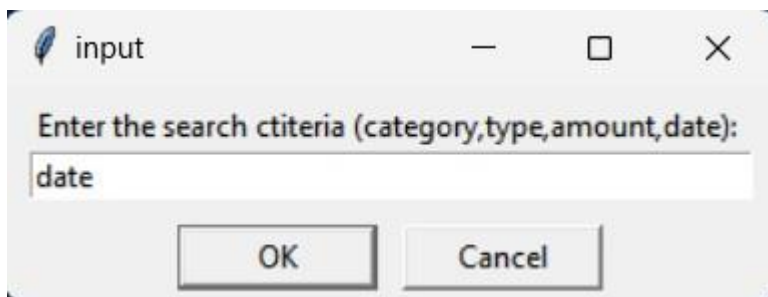 input
Enter the search ctiteria (category,type,amount,date):
date
OK Cancel